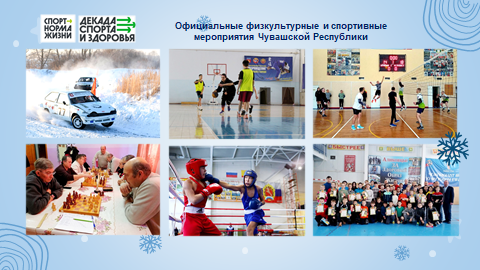 СПОРТ
НОРМА
ЖИЗНИ
ДЕКАДА
СПОРТА
И ЗДОРОВЬЯ
Официальные физкультурные и спортивные
мероприятия Чувашской Республики